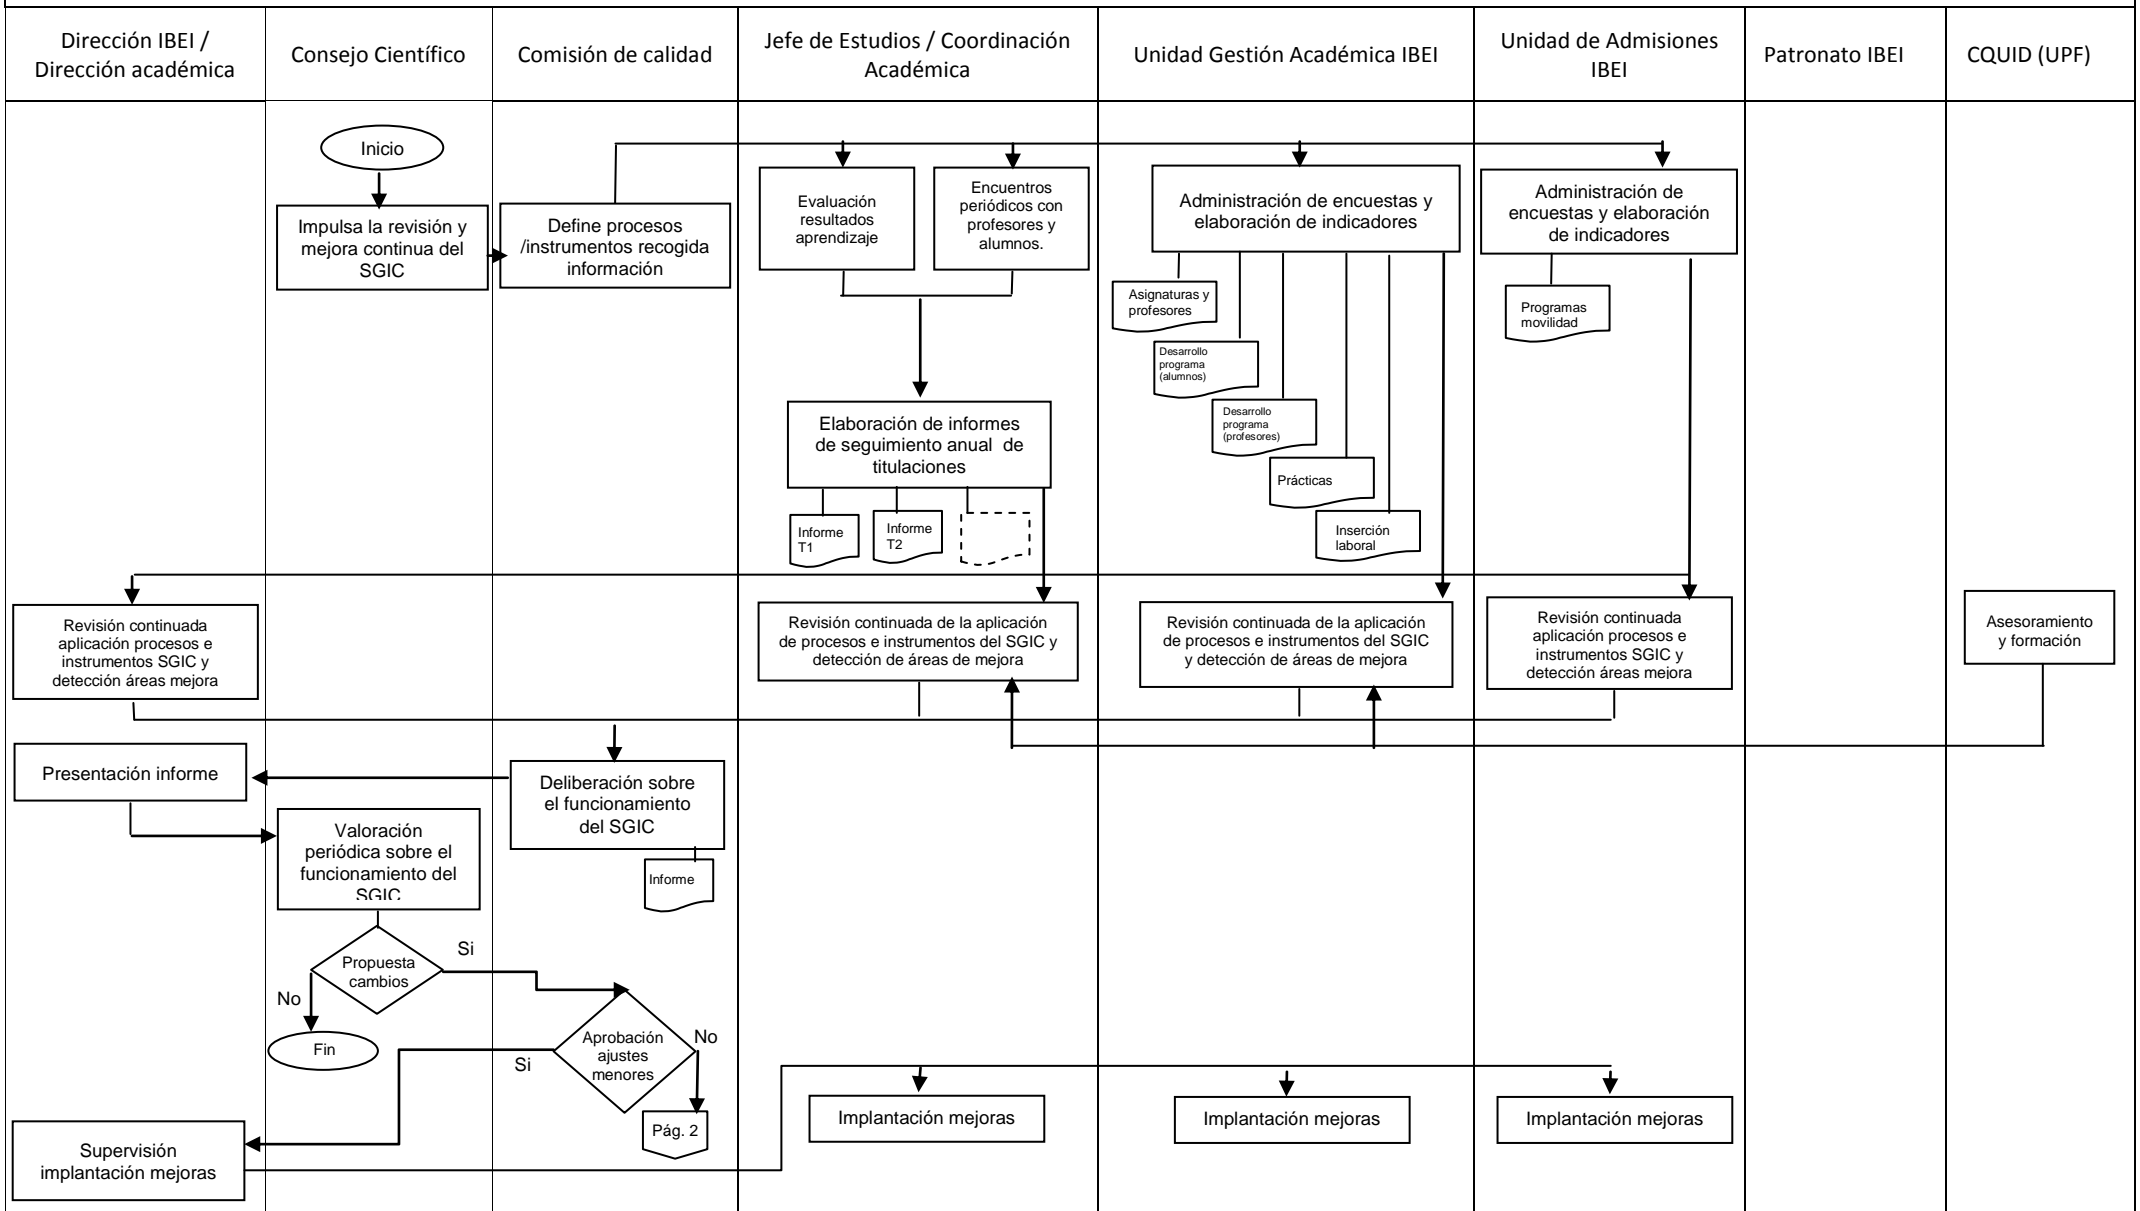 Dirección IBEI /
Dirección académica
Consejo Científico
Comisión de calidad
Jefe de Estudios / Coordinación
Académica
Unidad Gestión Académica IBEI
Unidad de Admisiones
IBEI
Patronato IBEI
CQUID (UPF)
Inicio
Impulsa la revisión y
mejora continua del
SGIC
Define procesos
/instrumentos recogida
información
Evaluación
resultados
aprendizaje
Encuentros
periódicos con
profesores y
alumnos.
Administración de encuestas y
elaboración de indicadores
Administración de
encuestas y elaboración
de indicadores
Asignaturas y
profesores
Desarrollo
programa
(alumnos)
Desarrollo
programa
(profesores)
Prácticas
Inserción
laboral
Programas
movilidad
Elaboración de informes
de seguimiento anual de
titulaciones
Informe
T1
Informe
T2
Revisión continuada
aplicación procesos e
instrumentos SGIC y
detección áreas mejora
Revisión continuada de la aplicación
de procesos e instrumentos del SGIC y
detección de áreas de mejora
Revisión continuada de la aplicación
de procesos e instrumentos del SGIC
y detección de áreas de mejora
Revisión continuada
aplicación procesos e
instrumentos SGIC y
detección áreas mejora
Asesoramiento
y formación
Presentación informe
Deliberación sobre
el funcionamiento
del SGIC
Informe
Valoración
periódica sobre el
funcionamiento del
SGIC
Propuesta
cambios
Si
No
Fin
Aprobación
ajustes
menores
Si
No
Pág. 2
Implantación mejoras
Implantación mejoras
Implantación mejoras
Supervisión
implantación mejoras